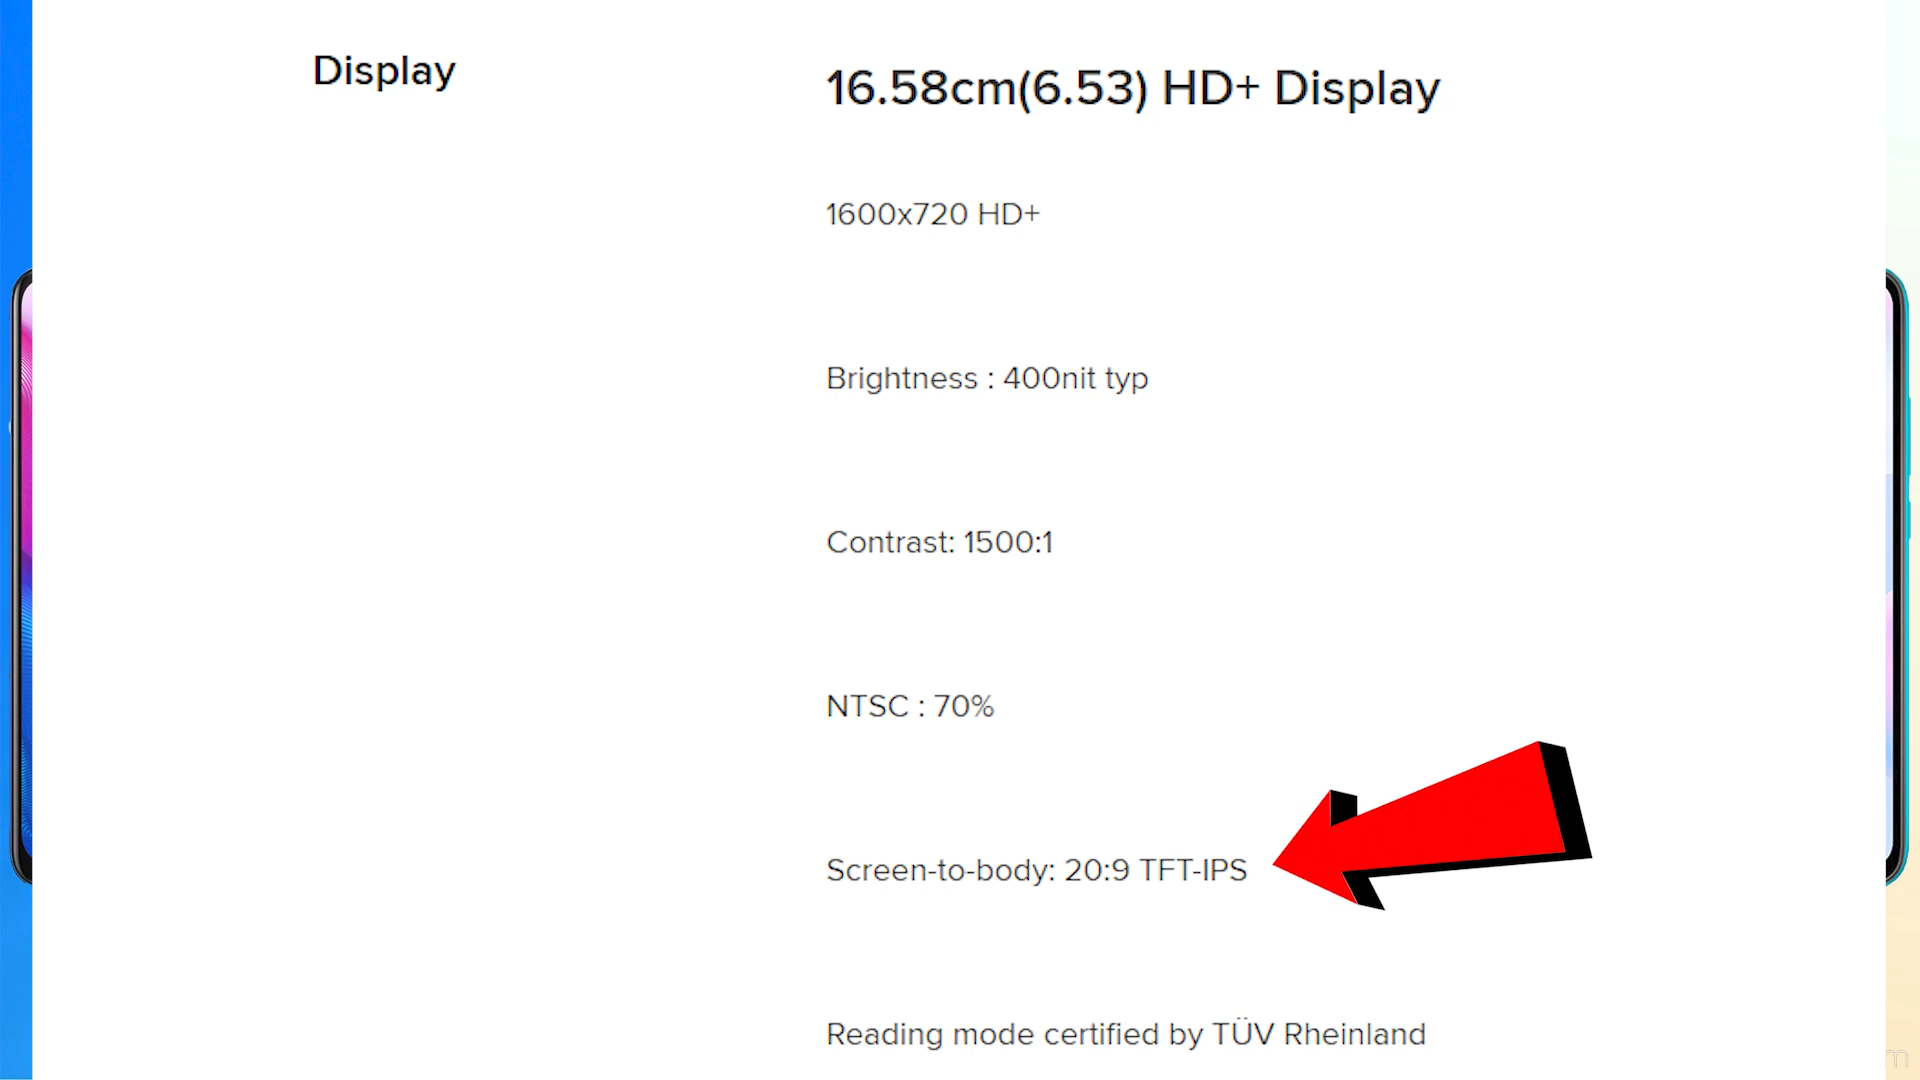 Display
16.58cm(6.53) HD+ Display
1600x720 HD+
Brightness : 400nit typ
Contrast: 1500:1
NTSC : 70%
Screen-to-body: 20:9 TFT-IPS
Reading mode certified by TÜV Rheinland